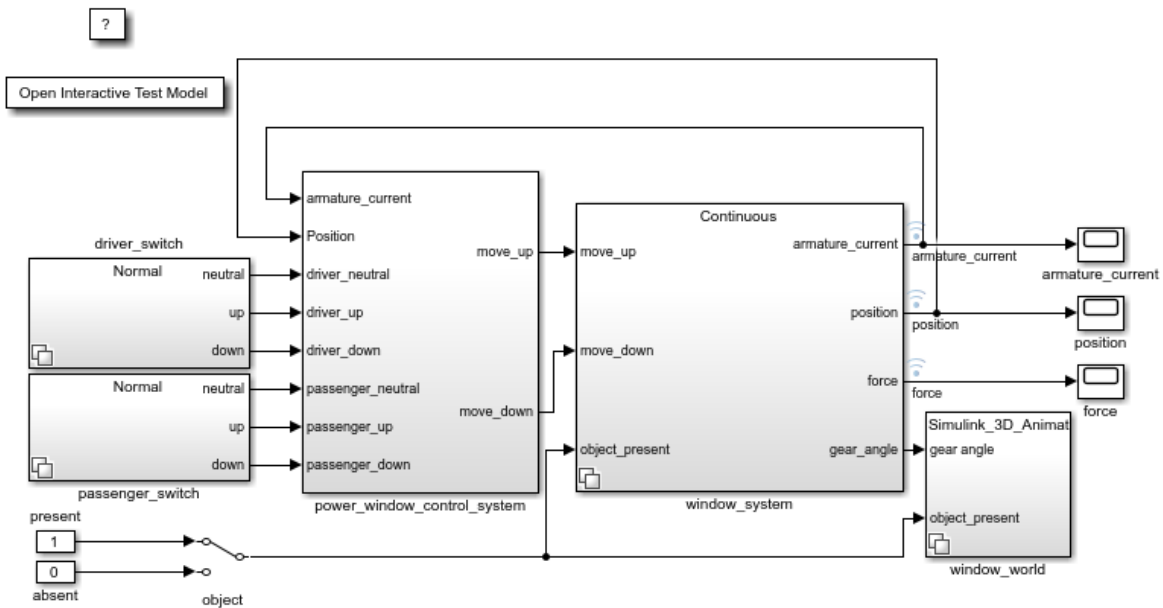 ?
Open Interactive Test Model
driver_switch
Normal
neutral
up
down
Normal
neutral
up
down
passenger_switch
present
1
0
absent
object
armature_current
Position
driver_neutral
driver_up
driver_down
passenger_neutral
passenger_up
passenger_down
move_up
move_down
power_window_control_system
Continuous
move_up
move_down
object_present
armature_current
position
force
gear_angle
window_system
armature_current
position
force
armature_current
position
force
Simulink_3D_Animat
gear angle
object_present
window_world